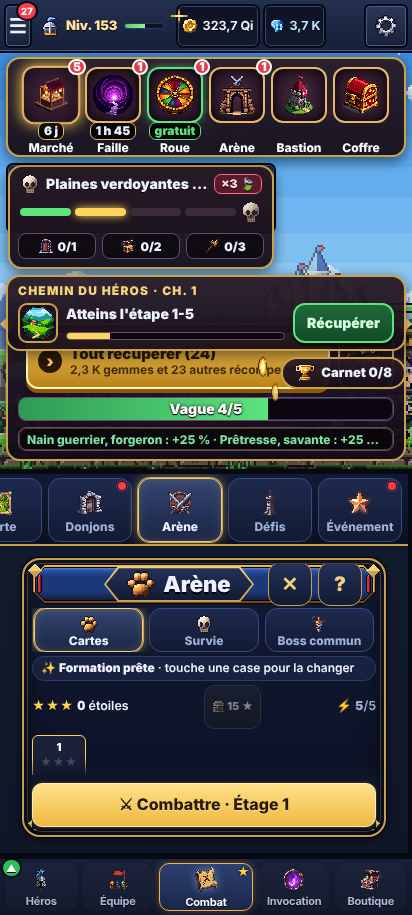 27
Niv. 153
323,7 Qi
3,7 K
5
1
1
1
6 j
1 h 45
gratuit
Marché
Faille
Roue
Arène
Bastion
Coffre
Plaines verdoyantes ...
×3
0/1
0/2
0/3
CHEMIN DU HÉROS · CH. 1
Atteins l'étape 1-5
Récupérer
Tout récupérer (24)
2,3 K gemmes et 23 autres récompe
Carnet 0/8
Vague 4/5
Nain guerrier, forgeron : +25 % · Prêtresse, savante : +25 ...
rte
Donjons
Arène
Défis
Événement
Arène
×
?
Cartes
Survie
Boss commun
Formation prête · touche une case pour la changer
0 étoiles
15 ★
5/5
1
Combattre · Étage 1
Héros
Équipe
Combat
Invocation
Boutique